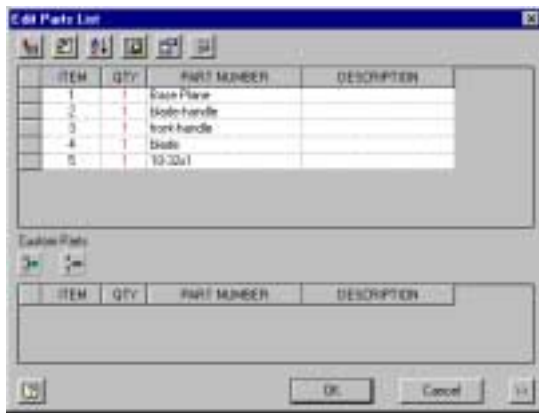 Edit Parts List
ITEM QTY PART NUMBER DESCRIPTION
1 1 Base Plane
2 1 blade-handle
3 1 front-handle
4 1 blade
5 1 10-32x1
Custom Parts
ITEM QTY PART NUMBER DESCRIPTION
OK Cancel >>